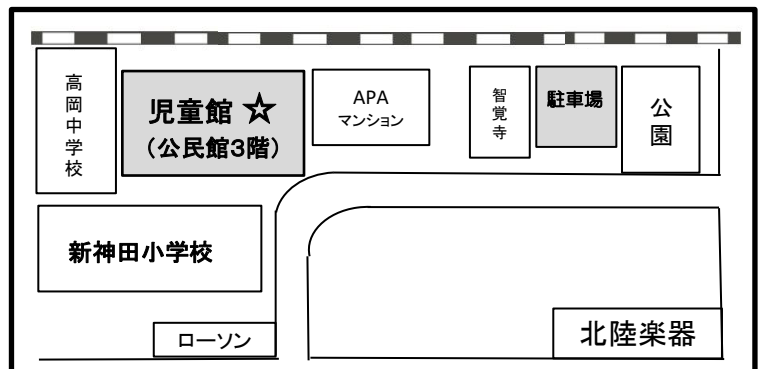 高岡中学校
児童館 ☆
（公民館3階）
APA
マンション
智覚寺
駐車場
公園
新神田小学校
ローソン
北陸楽器